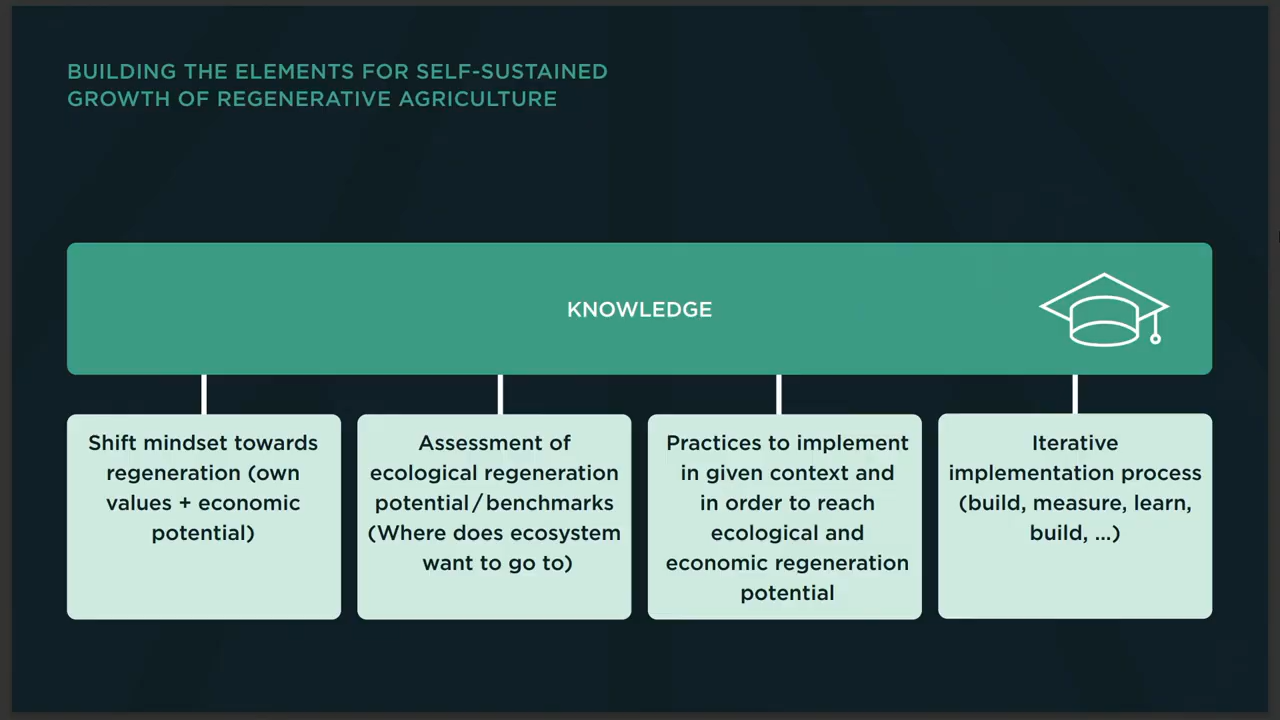 BUILDING THE ELEMENTS FOR SELF-SUSTAINED
GROWTH OF REGENERATIVE AGRICULTURE
KNOWLEDGE
Shift mindset towards
regeneration (own
values + economic
potential)
Assessment of
ecological regeneration
potential/benchmarks
(Where does ecosystem
want to go to)
Practices to implement
in given context and
in order to reach
ecological and
economic regeneration
potential
Iterative
implementation process
(build, measure, learn,
build, ...)